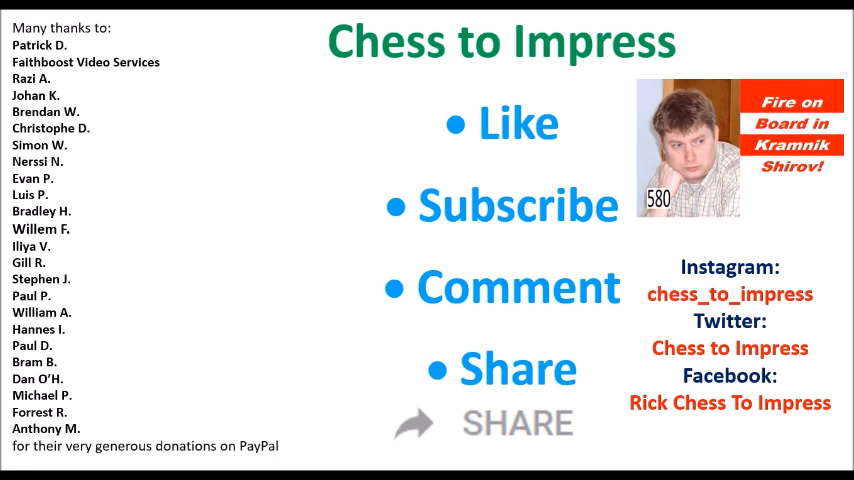 Many thanks to:
Patrick D.
Faithboost Video Services
Razi A.
Johan K.
Brendan W.
Christophe D.
Simon W.
Nerssi N.
Evan P.
Luis P.
Bradley H.
Willem F.
Iliya V.
Gill R.
Stephen J.
Paul P.
William A.
Hannes I.
Paul D.
Bram B.
Dan O'H.
Michael P.
Forrest R.
Anthony M.
for their very generous donations on PayPal
Chess to Impress
• Like
• Subscribe
• Comment
• Share
SHARE
Fire on
Board in
Kramnik
Shirov!
580
Instagram:
chess_to_impress
Twitter:
Chess to Impress
Facebook:
Rick Chess To Impress